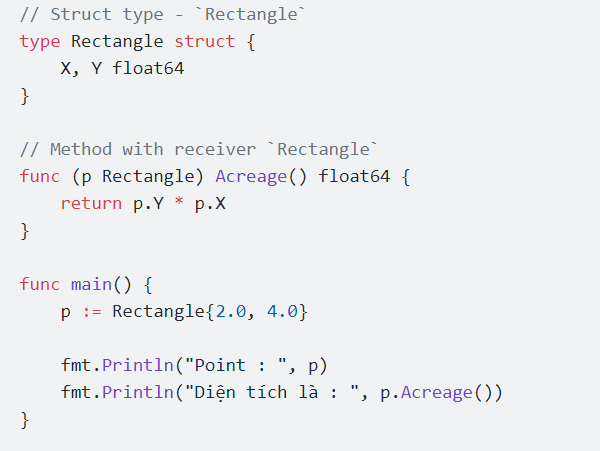 // Struct type - `Rectangle`
type Rectangle struct {
    X, Y float64
}

// Method with receiver `Rectangle`
func (p Rectangle) Acreage() float64 {
    return p.Y * p.X
}

func main() {
    p := Rectangle{2.0, 4.0}

    fmt.Println("Point : ", p)
    fmt.Println("Diện tích là : ", p.Acreage())
}